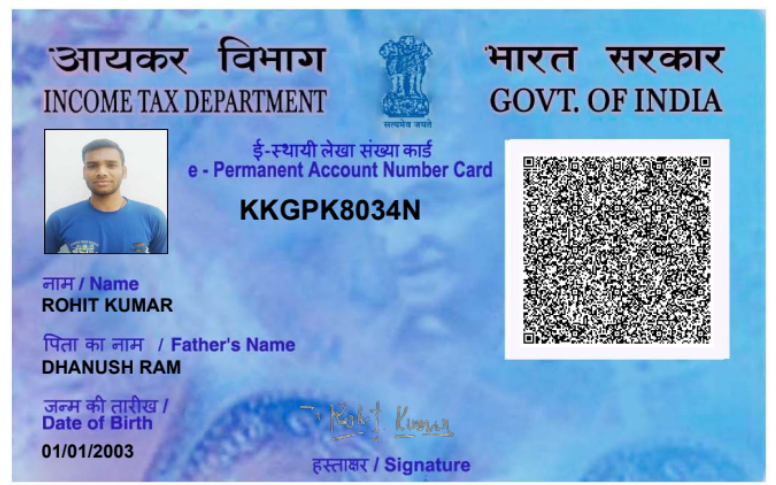 आयकर विभाग
INCOME TAX DEPARTMENT
सत्यमेव जयते
भारत सरकार
GOVT. OF INDIA
ई-स्थायी लेखा संख्या कार्ड
e - Permanent Account Number Card
KKGPK8034N
नाम / Name
ROHIT KUMAR
पिता का नाम / Father's Name
DHANUSH RAM
जन्म की तारीख /
Date of Birth
01/01/2003
Rohit Kumar
हस्ताक्षर / Signature